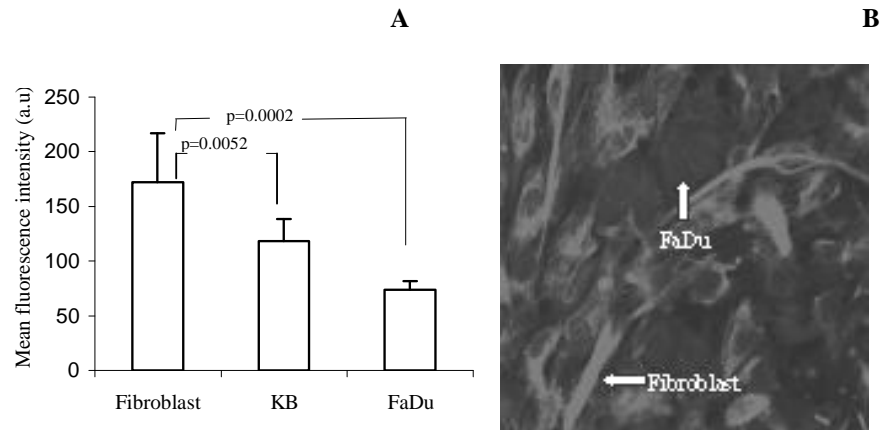 A
B
Mean fluorescence intensity (a.u)
250
200
150
100
50
0
p=0.0002
p=0.0052
Fibroblast
KB
FaDu
FaDu
Fibroblast